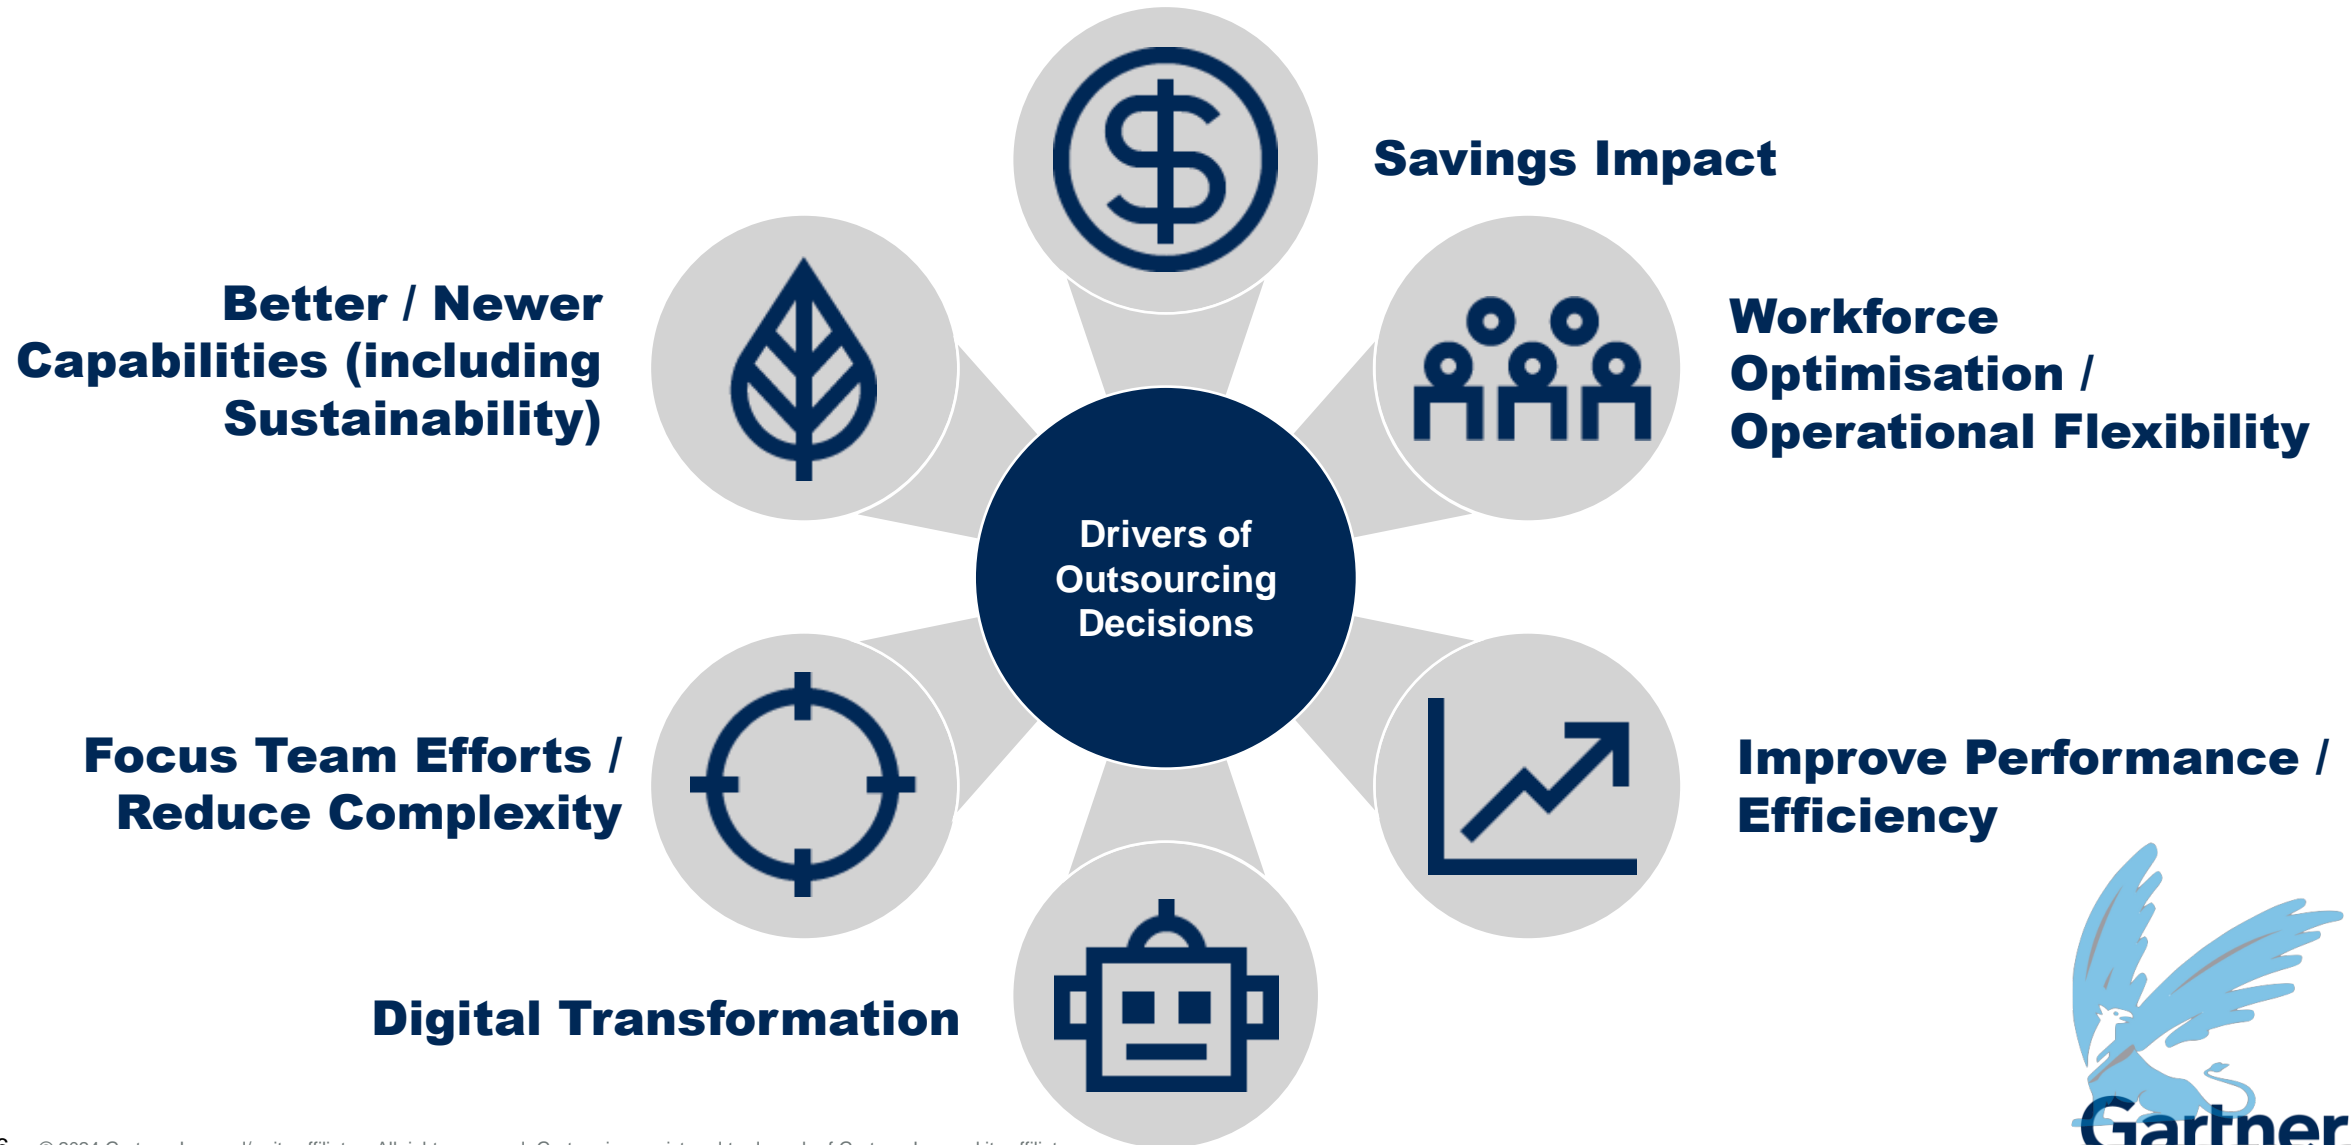 Savings Impact
Workforce
Optimisation /
Operational Flexibility
Improve Performance /
Efficiency
Digital Transformation
Focus Team Efforts /
Reduce Complexity
Better / Newer
Capabilities (including
Sustainability)
Drivers of
Outsourcing
Decisions
Gartner